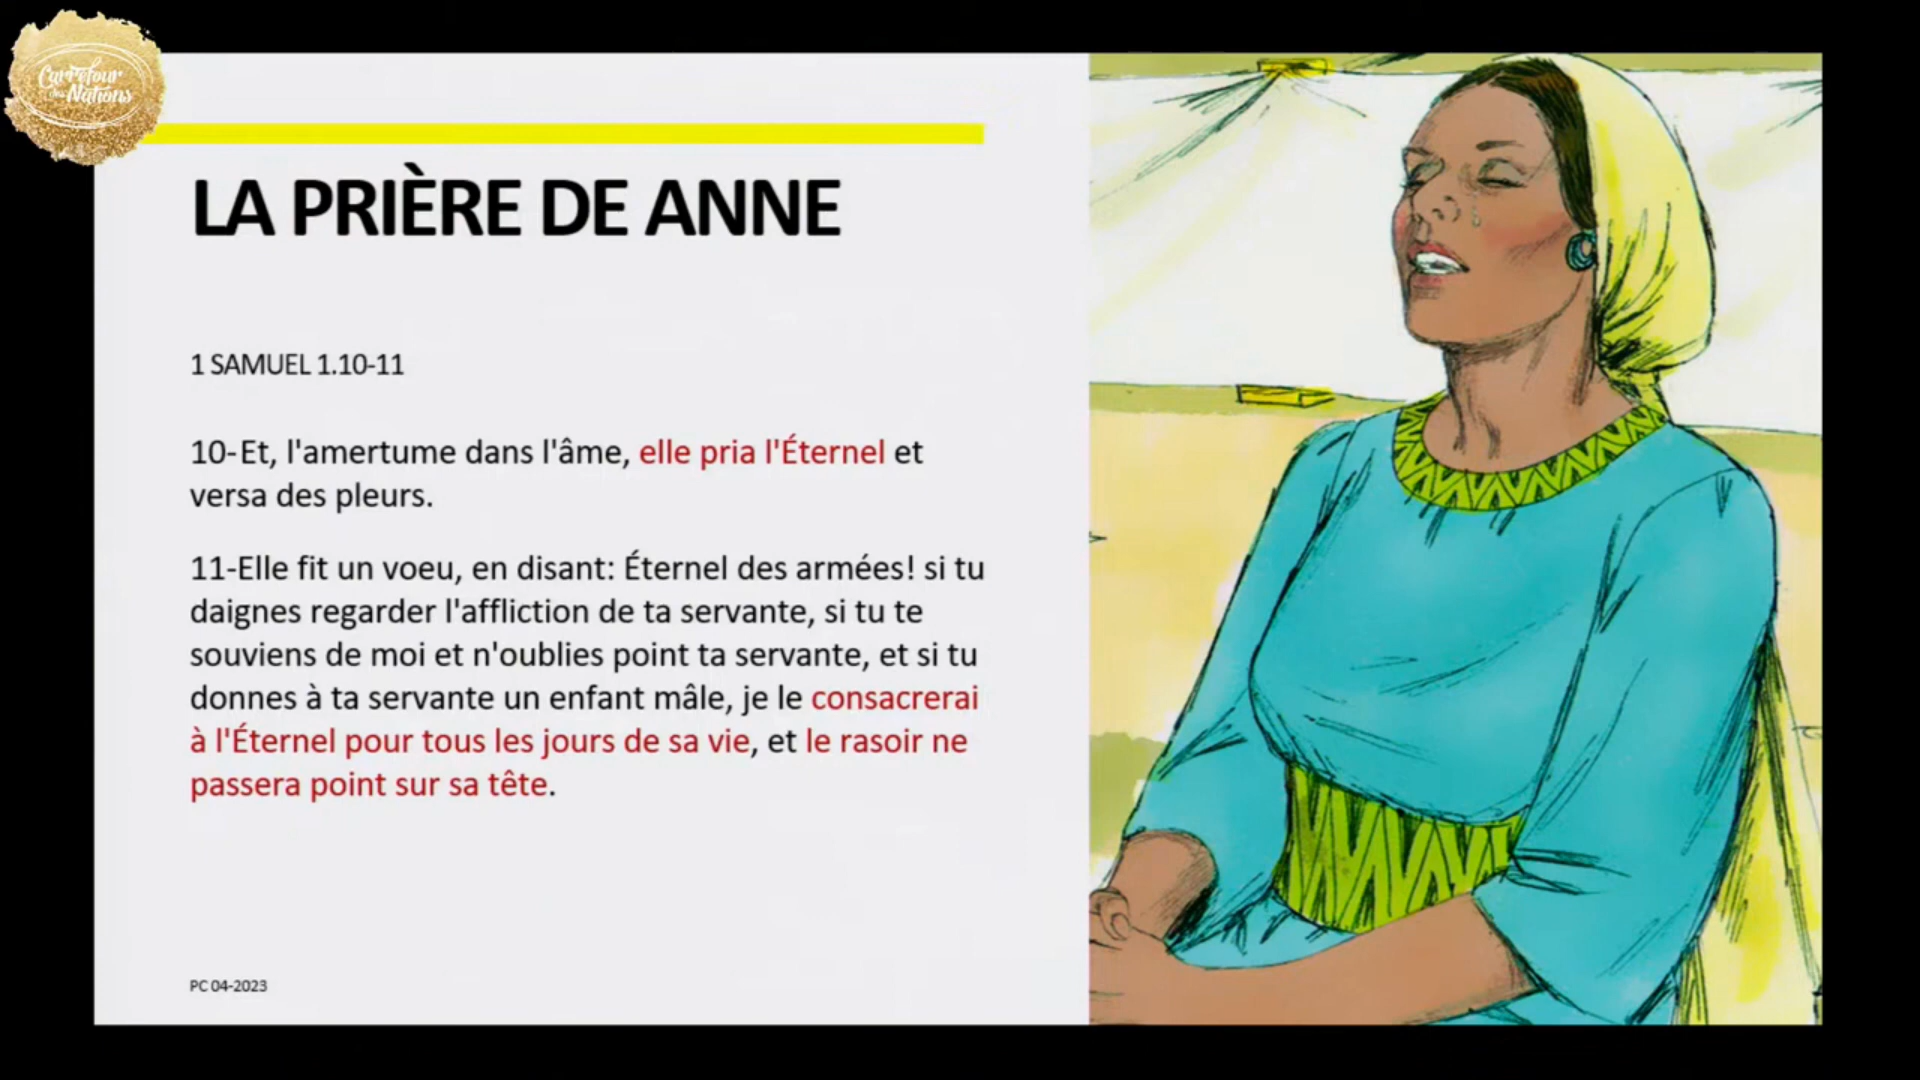 Carrefour
des Nations
LA PRIÈRE DE ANNE
1 SAMUEL 1.10-11
10-Et, l'amertume dans l'âme, elle pria l'Éternel et
versa des pleurs.
11-Elle fit un voeu, en disant: Éternel des armées! si tu
daignes regarder l'affliction de ta servante, si tu te
souviens de moi et n'oublies point ta servante, et si tu
donnes à ta servante un enfant mâle, je le consacrerai
à l'Éternel pour tous les jours de sa vie, et le rasoir ne
passera point sur sa tête.
PC 04-2023